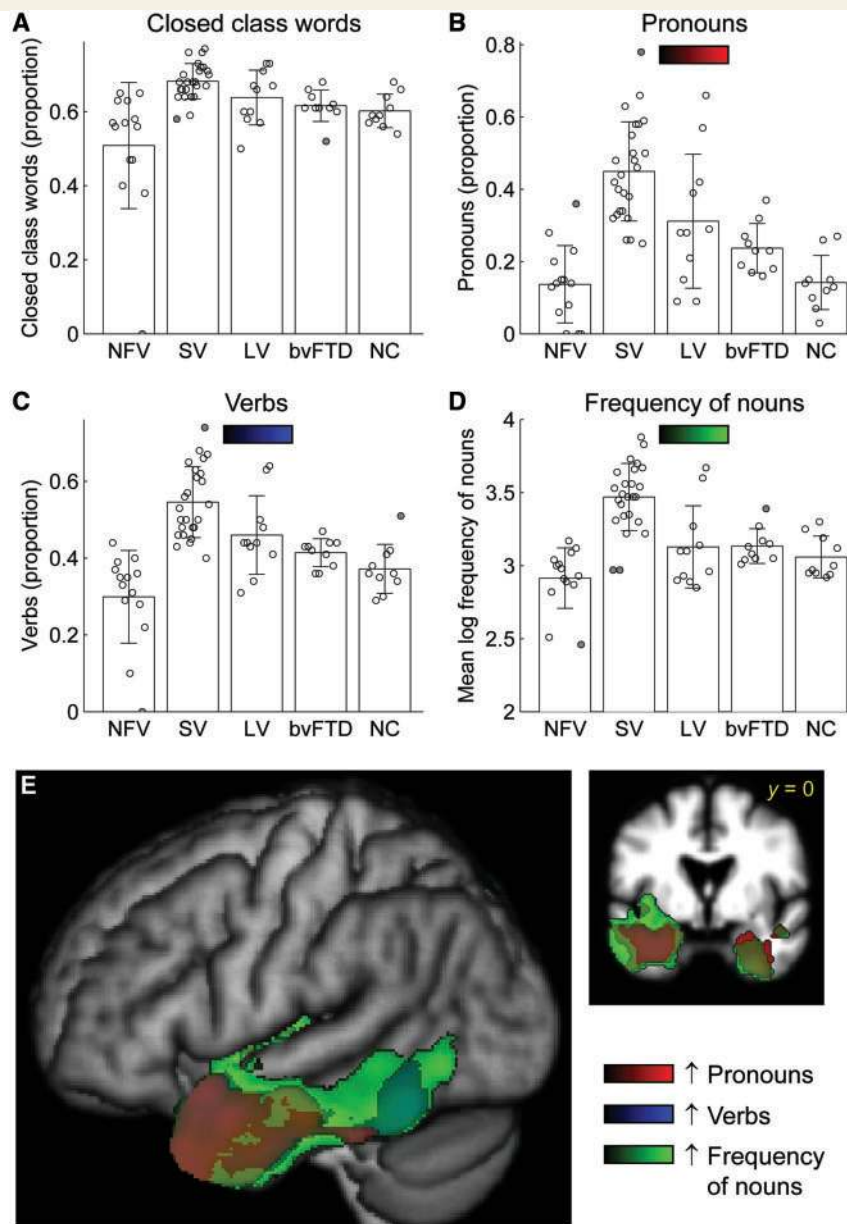 A Closed class words
Closed class words (proportion)
0.6
0.4
0.2
0
NFV SV LV bvFTD NC
B Pronouns
Pronouns (proportion)
0.8
0.6
0.4
0.2
0
NFV SV LV bvFTD NC
C Verbs
Verbs (proportion)
0.6
0.4
0.2
0
NFV SV LV bvFTD NC
D Frequency of nouns
Mean log frequency of nouns
4
3.5
3
2.5
2
NFV SV LV bvFTD NC
E
y = 0
↑ Pronouns
↑ Verbs
↑ Frequency
of nouns